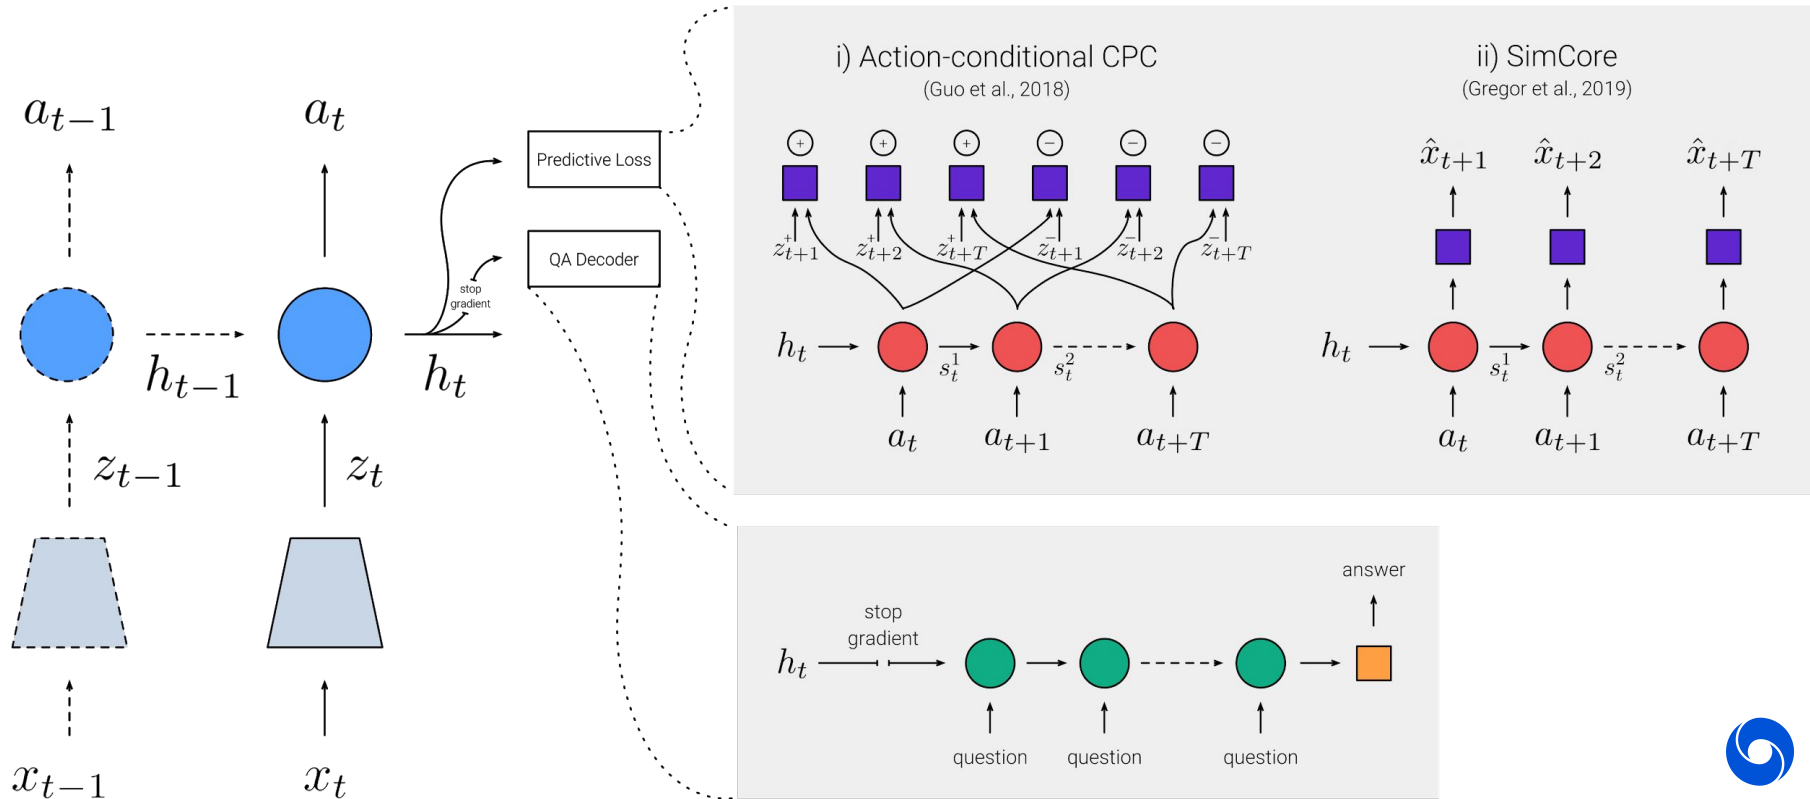 a_{t-1}
a_t
h_{t-1}
h_t
z_{t-1}
z_t
x_{t-1}
x_t
Predictive Loss
QA Decoder
stop
gradient
i) Action-conditional CPC
(Guo et al., 2018)
+ + + − − −
z^+_{t+1} z^+_{t+2} z^+_{t+T} z^-_{t+1} z^-_{t+2} z^-_{t+T}
h_t
s^1_t s^2_t
a_t a_{t+1} a_{t+T}
ii) SimCore
(Gregor et al., 2019)
x̂_{t+1} x̂_{t+2} x̂_{t+T}
h_t
s^1_t s^2_t
a_t a_{t+1} a_{t+T}
answer
stop
gradient
h_t
question question question